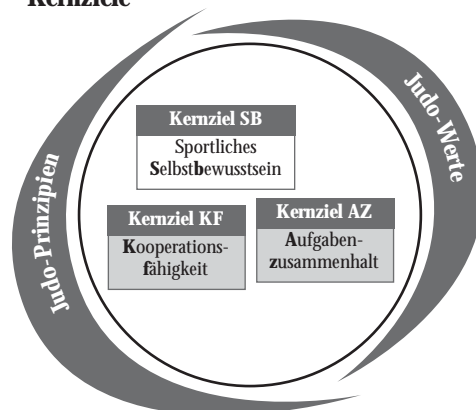 Kernziele
Judo-Werte
Kernziel SB
Sportliches
Selbstbewusstsein
Judo-Prinzipien
Kernziel KF
Kooperations-
fähigkeit
Kernziel AZ
Aufgaben-
zusammenhalt